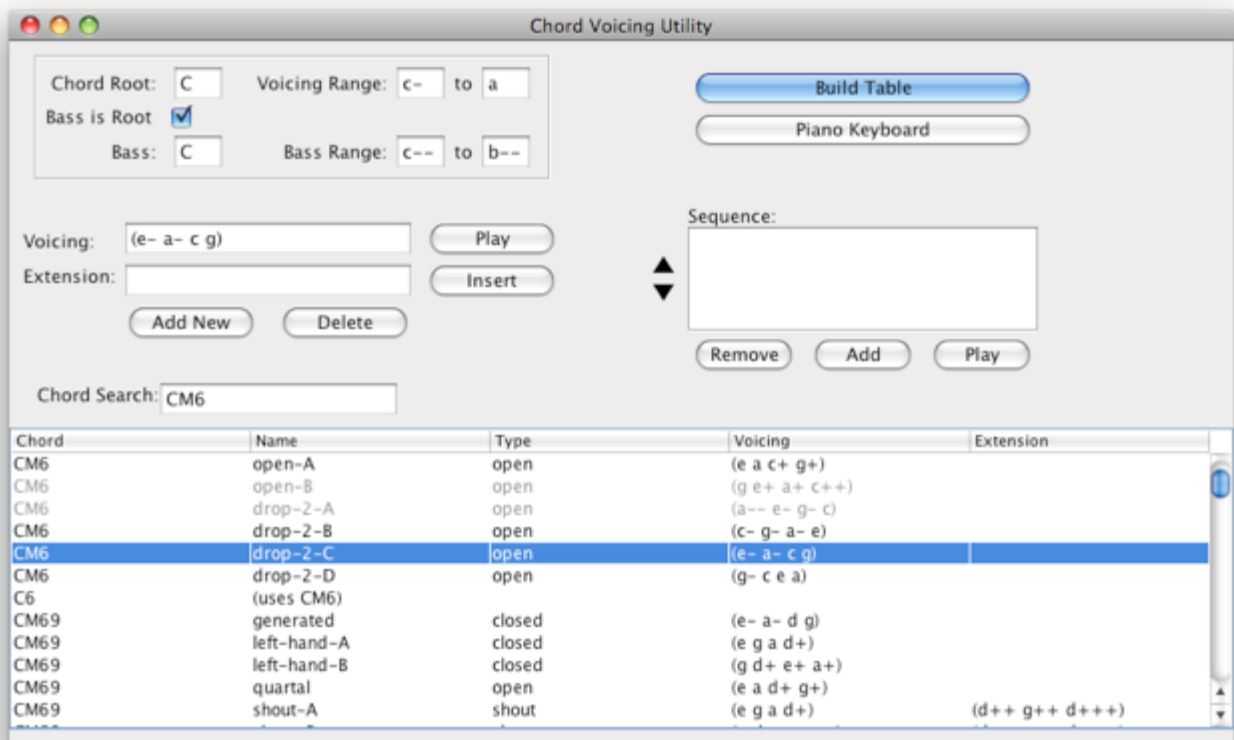 Chord Voicing Utility
Chord Root: C Voicing Range: c- to a
Build Table
Bass is Root
Piano Keyboard
Bass: C Bass Range: c-- to b--
Sequence:
Voicing: (e- a- c g) Play
Extension: Insert
Add New Delete
Remove Add Play
Chord Search: CM6
Chord Name Type Voicing Extension
CM6 open-A open (e a c+ g+)
CM6 open-B open (g e+ a+ c++)
CM6 drop-2-A open (a-- e- g- c)
CM6 drop-2-B open (c- g- a- e)
CM6 drop-2-C open (e- a- c g)
CM6 drop-2-D open (g- c e a)
C6 (uses CM6)
CM69 generated closed (e- a- d g)
CM69 left-hand-A closed (e g a d+)
CM69 left-hand-B closed (g d+ e+ a+)
CM69 quartal open (e a d+ g+)
CM69 shout-A shout (e g a d+) (d++ g++ d+++)